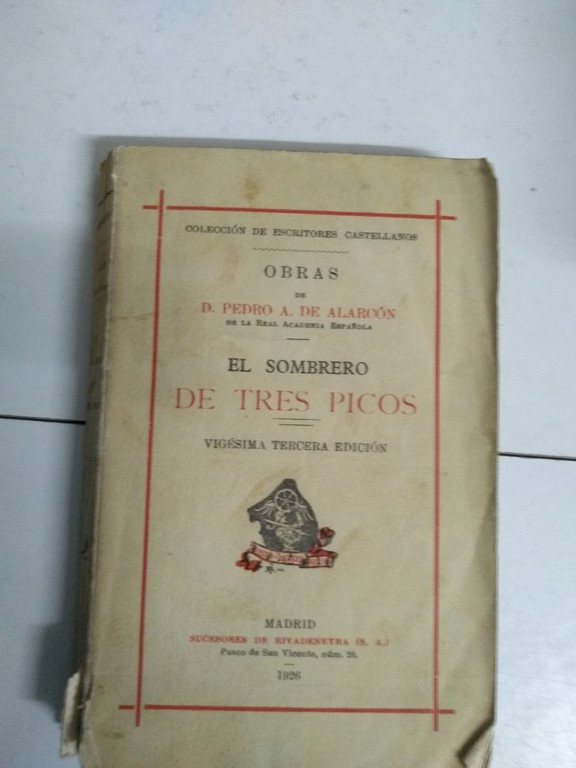 COLECCIÓN DE ESCRITORES CASTELLANOS
OBRAS
DE
D. PEDRO A. DE ALARCÓN
DE LA REAL ACADEMIA ESPAÑOLA
EL SOMBRERO
DE TRES PICOS
VIGÉSIMA TERCERA EDICIÓN
MADRID
SUCESORES DE RIVADENEYRA (S. A.)
Paseo de San Vicente, núm. 20.
1926